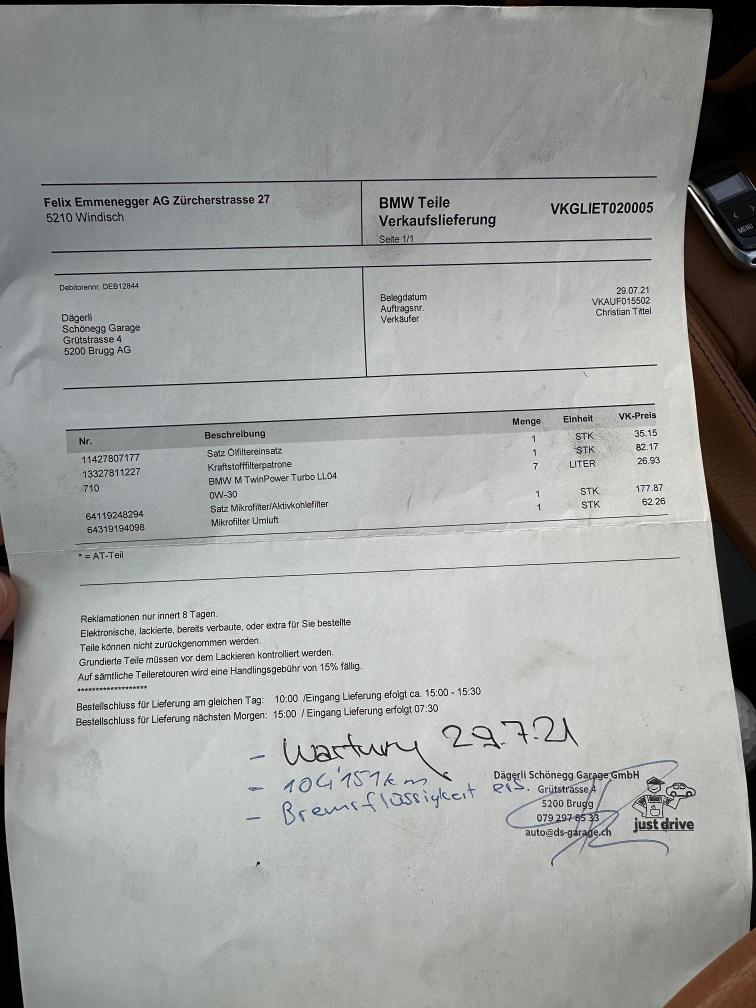 Felix Emmenegger AG Zürcherstrasse 27
5210 Windisch
BMW Teile
Verkaufslieferung
VKGLIET020005
Seite 1/1
Debitorennr. DEB12844
Dägerli
Schönegg Garage
Grütstrasse 4
5200 Brugg AG
Belegdatum 29.07.21
Auftragsnr. VKAUF015502
Verkäufer Christian Tittel
Nr. Beschreibung Menge Einheit VK-Preis
11427807177 Satz Ölfiltereinsatz 1 STK 35.15
13327811227 Kraftstofffilterpatrone 1 STK 82.17
710 BMW M TwinPower Turbo LL04 7 LITER 26.93
0W-30
64119248294 Satz Mikrofilter/Aktivkohlefilter 1 STK 177.87
64319194098 Mikrofilter Umluft 1 STK 62.26
* = AT-Teil
Reklamationen nur innert 8 Tagen.
Elektronische, lackierte, bereits verbaute, oder extra für Sie bestellte
Teile können nicht zurückgenommen werden.
Grundierte Teile müssen vor dem Lackieren kontrolliert werden.
Auf sämtliche Teileretouren wird eine Handlingsgebühr von 15% fällig.
*******************
Bestellschluss für Lieferung am gleichen Tag: 10:00 /Eingang Lieferung efolgt ca. 15:00 - 15:30
Bestellschluss für Lieferung nächsten Morgen: 15:00 / Eingang Lieferung erfolgt 07:30
- Wartung 29.7.21
- 104'151km
- Bremsflüssigkeit ers.
Dägerli Schönegg Garage GmbH
Grütstrasse 4
5200 Brugg
079 297 85 33
auto@ds-garage.ch
just drive
MENU